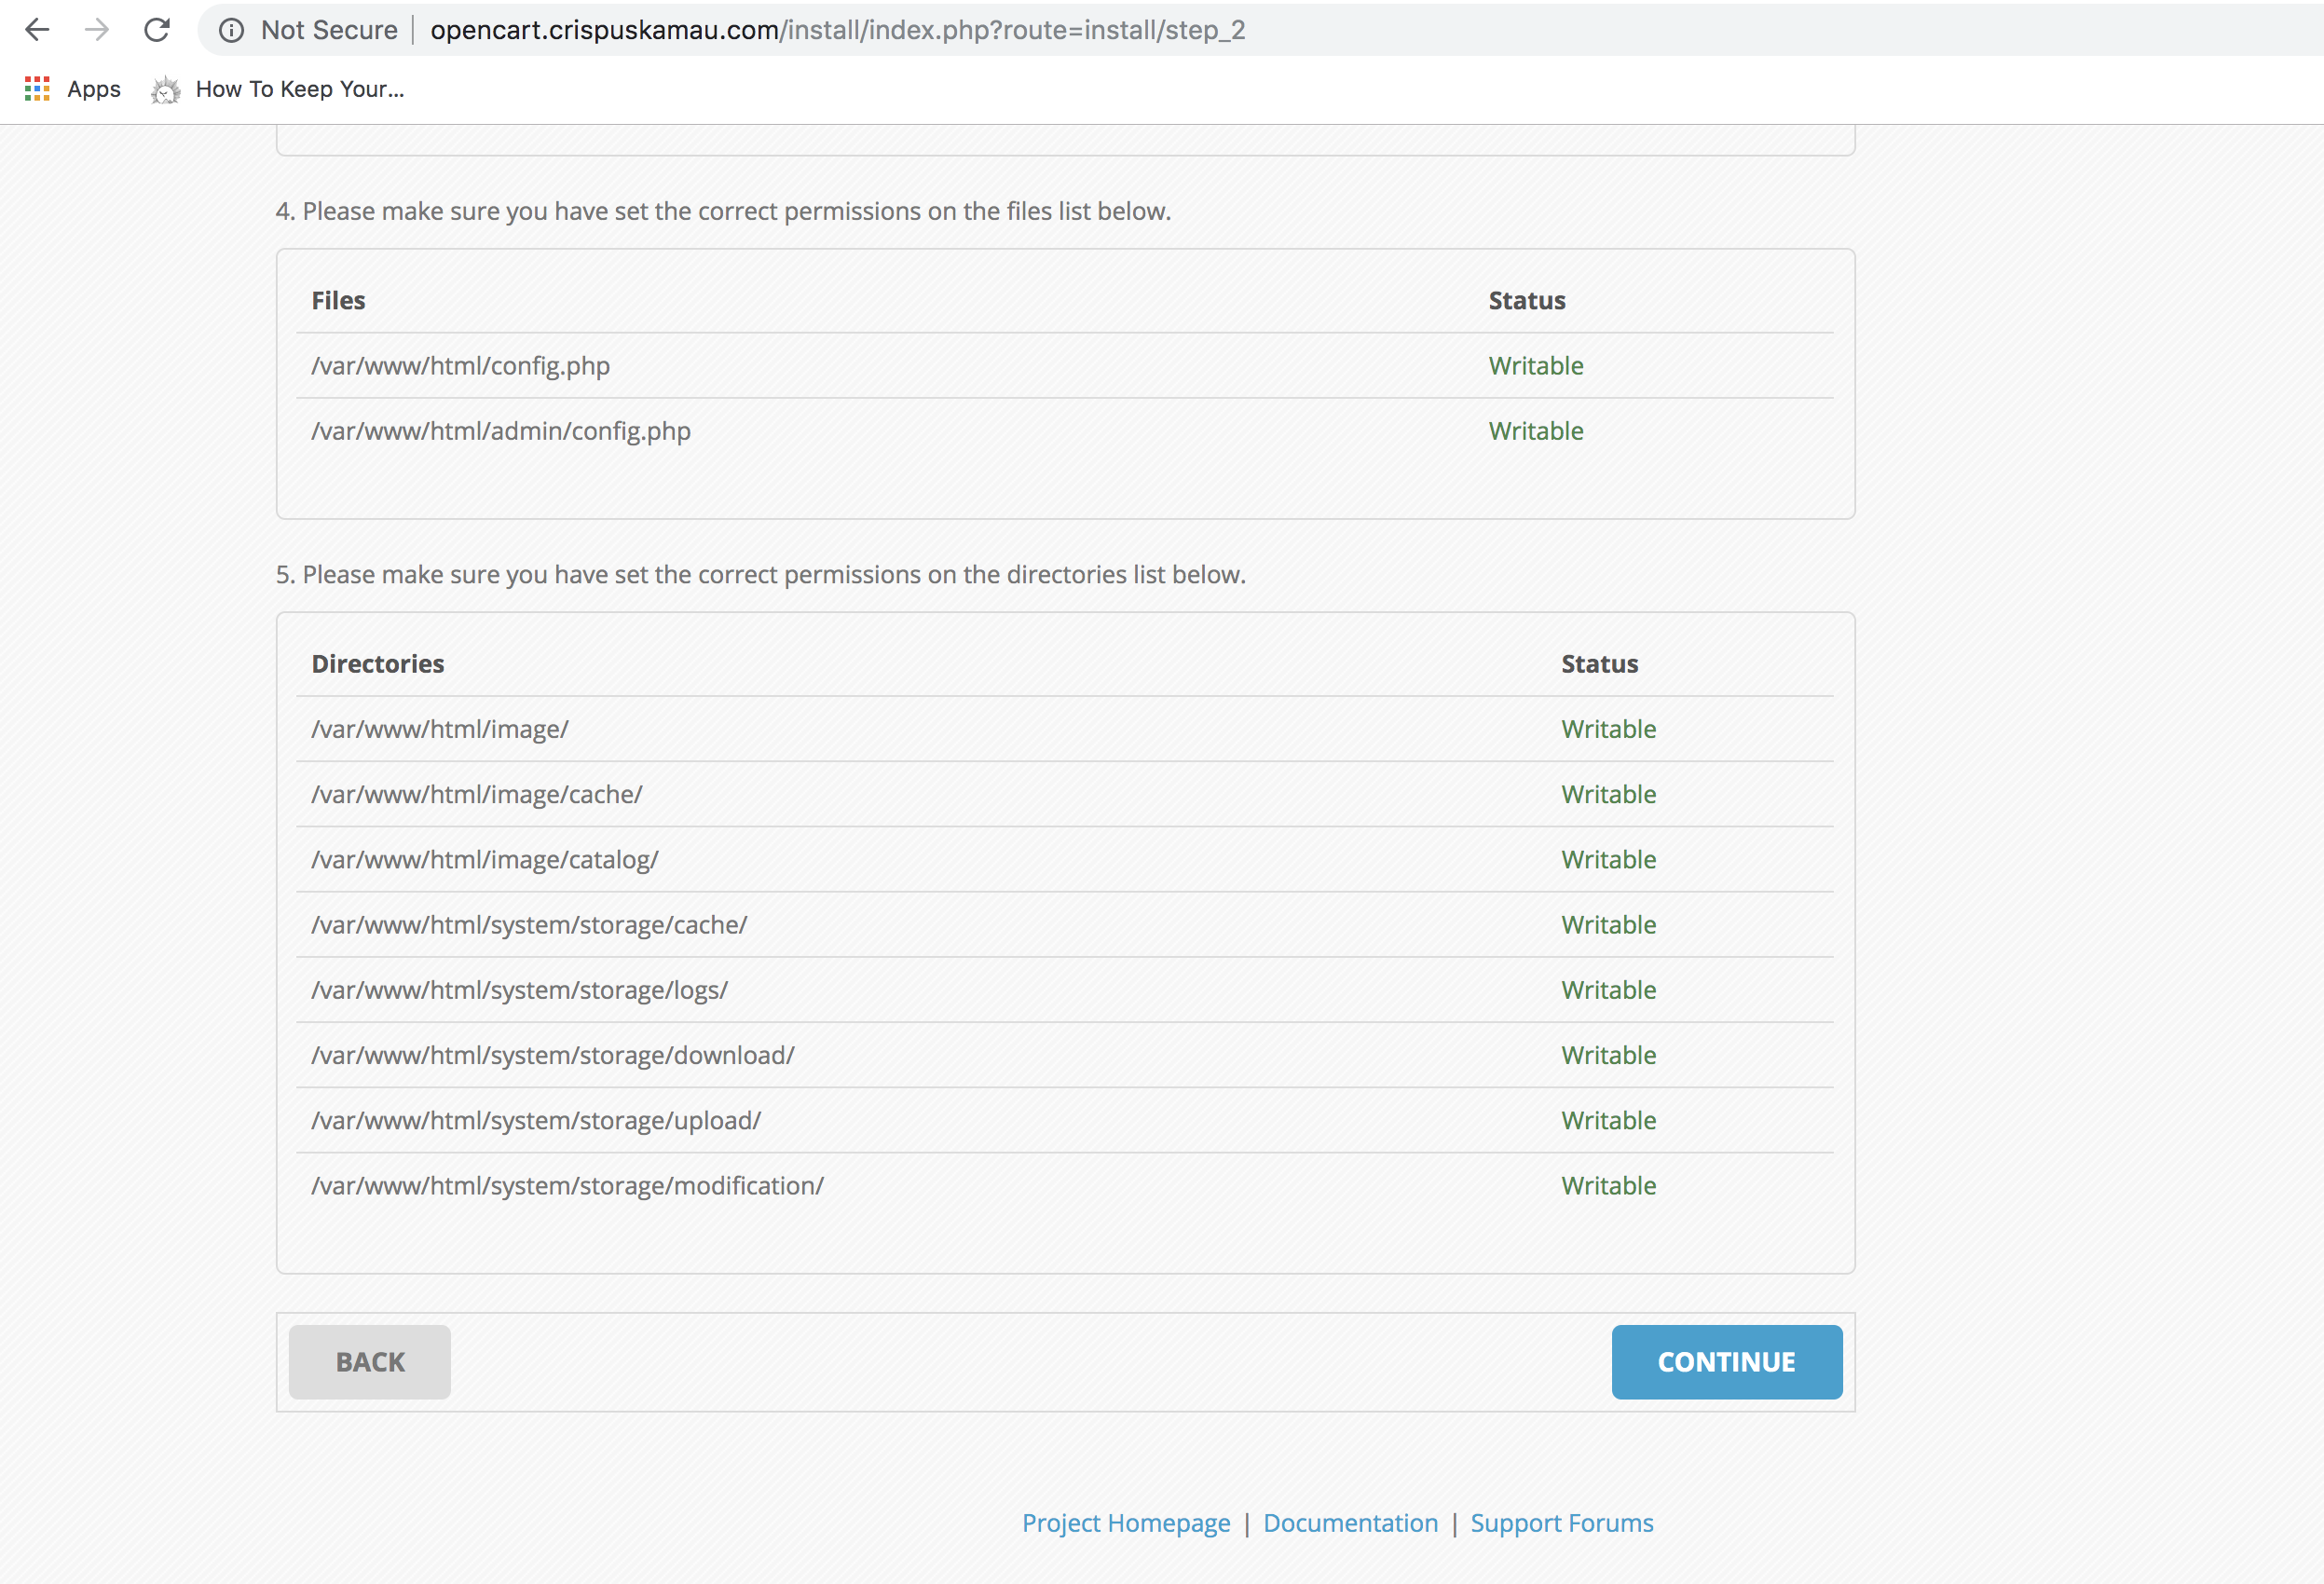 Not Secure | opencart.crispuskamau.com/install/index.php?route=install/step_2
Apps How To Keep Your...
4. Please make sure you have set the correct permissions on the files list below.
Files Status
/var/www/html/config.php Writable
/var/www/html/admin/config.php Writable
5. Please make sure you have set the correct permissions on the directories list below.
Directories Status
/var/www/html/image/ Writable
/var/www/html/image/cache/ Writable
/var/www/html/image/catalog/ Writable
/var/www/html/system/storage/cache/ Writable
/var/www/html/system/storage/logs/ Writable
/var/www/html/system/storage/download/ Writable
/var/www/html/system/storage/upload/ Writable
/var/www/html/system/storage/modification/ Writable
BACK CONTINUE
Project Homepage | Documentation | Support Forums